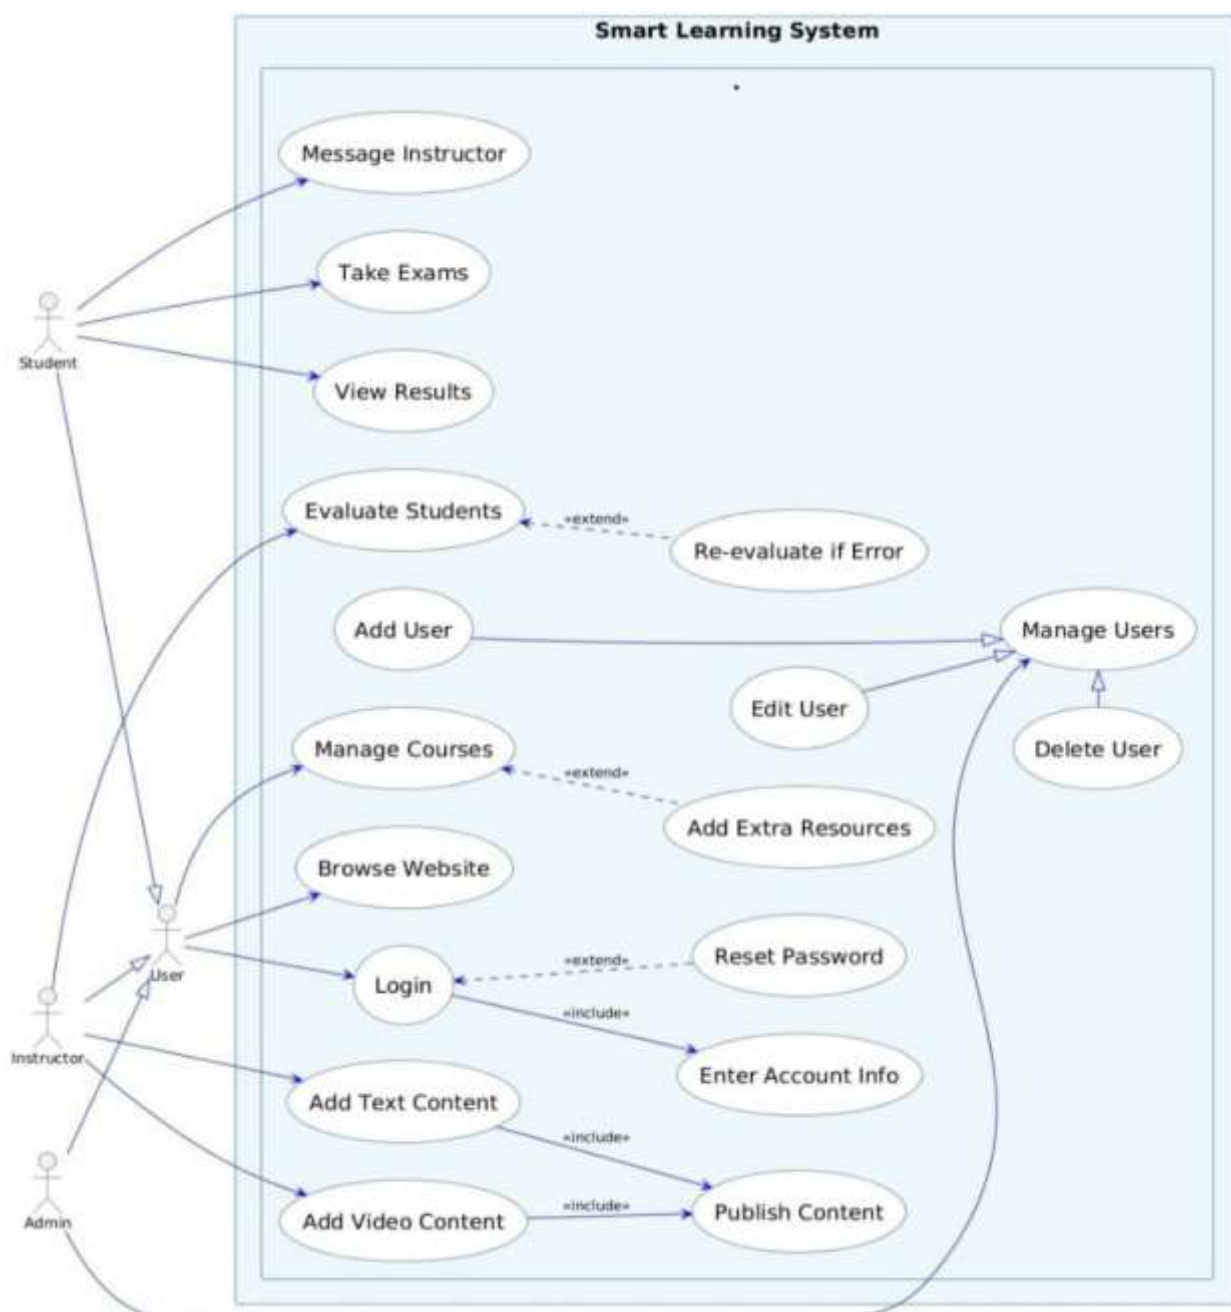 Smart Learning System
Message Instructor
Take Exams
Student
View Results
Evaluate Students
«extend»
Re-evaluate if Error
Add User
Manage Users
Edit User
Manage Courses
Delete User
«extend»
Add Extra Resources
Browse Website
User
Reset Password
«extend»
Login
«include»
Instructor
Enter Account Info
Add Text Content
«include»
Admin
Add Video Content
«include»
Publish Content